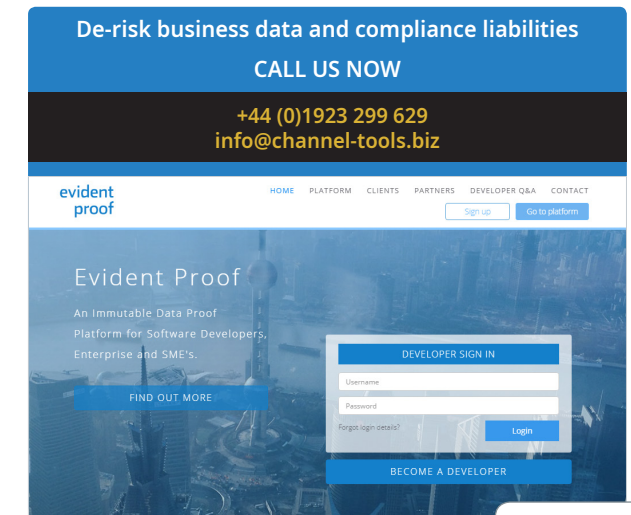 De-risk business data and compliance liabilities
CALL US NOW
+44 (0)1923 299 629
info@channel-tools.biz
evident
proof
HOME PLATFORM CLIENTS PARTNERS DEVELOPER Q&A CONTACT
Sign up Go to platform
Evident Proof
An Immutable Data Proof
Platform for Software Developers,
Enterprise and SME's.
FIND OUT MORE
DEVELOPER SIGN IN
Username
Password
Forgot login details?
Login
BECOME A DEVELOPER